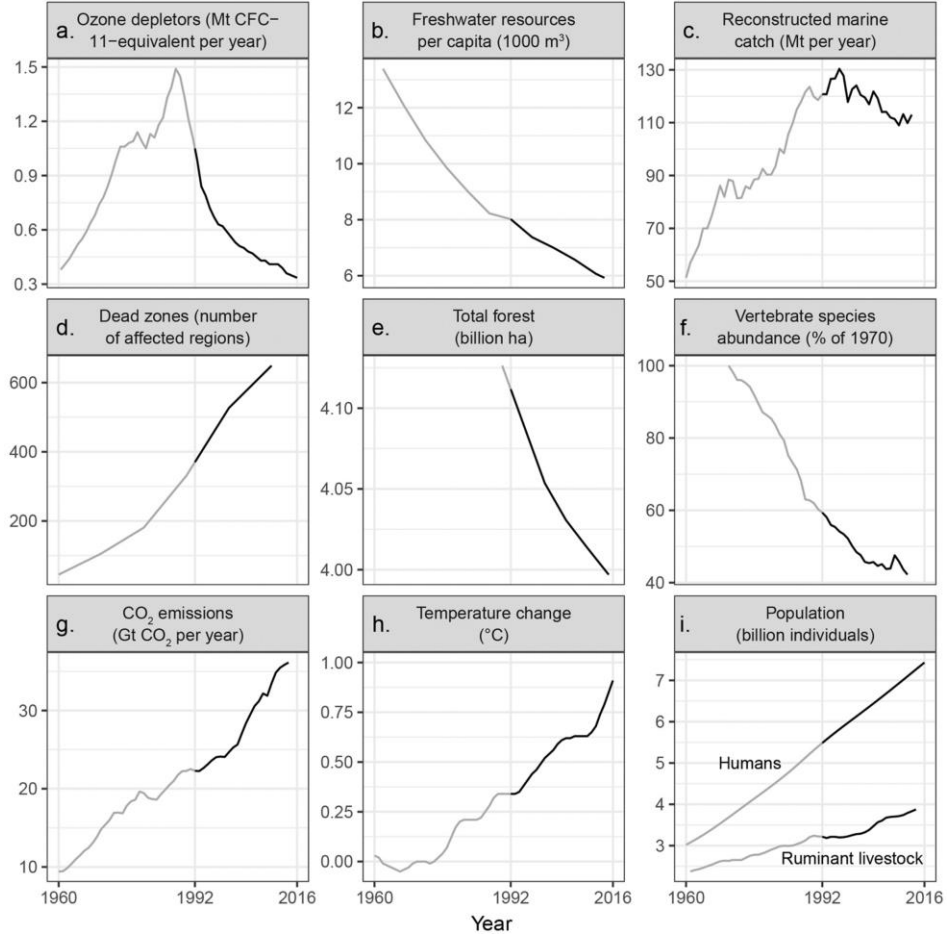 a. Ozone depletors (Mt CFC−
11−equivalent per year)
1.5
1.2
0.9
0.6
0.3
b. Freshwater resources
per capita (1000 m³)
12
10
8
6
c. Reconstructed marine
catch (Mt per year)
130
110
90
70
50
d. Dead zones (number
of affected regions)
600
400
200
e. Total forest
(billion ha)
4.10
4.05
4.00
f. Vertebrate species
abundance (% of 1970)
100
80
60
40
g. CO₂ emissions
(Gt CO₂ per year)
30
20
10
1960 1992 2016
h. Temperature change
(°C)
1.00
0.75
0.50
0.25
0.00
1960 1992 2016
i. Population
(billion individuals)
7
6
5
4
3
Humans
Ruminant livestock
1960 1992 2016
Year